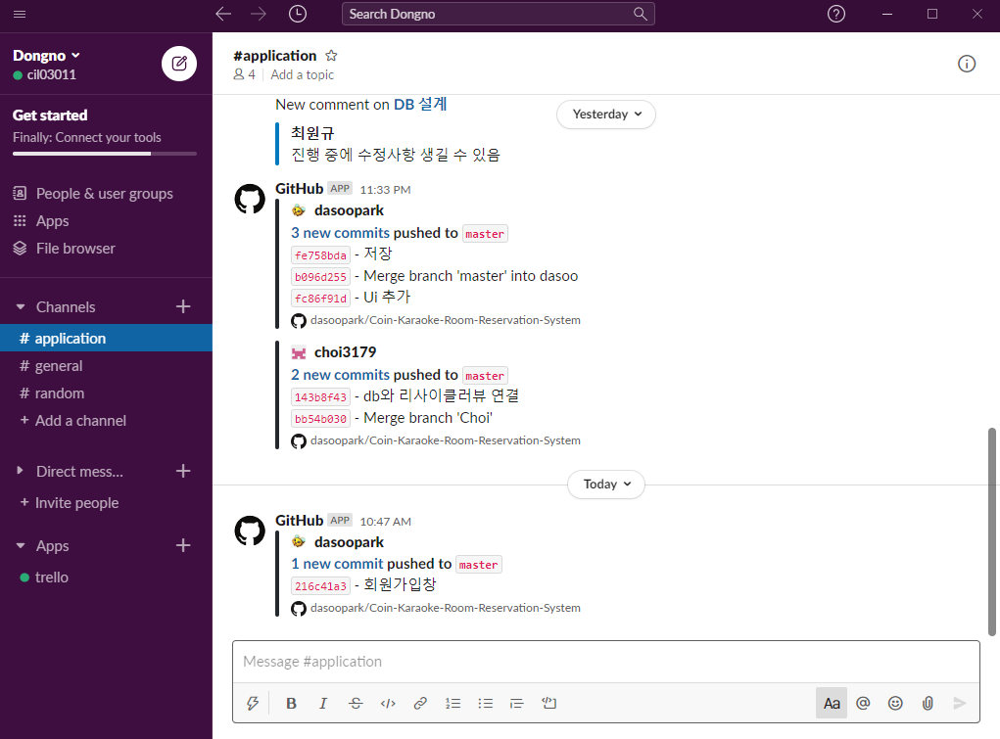 Search Dongno
Dongno
cil03011
Get started
Finally: Connect your tools
People & user groups
Apps
File browser
Channels
# application
# general
# random
+ Add a channel
Direct mess...
+ Invite people
Apps
trello
#application
4 | Add a topic
New comment on DB 설계
Yesterday
최원규
진행 중에 수정사항 생길 수 있음
GitHub APP 11:33 PM
dasoopark
3 new commits pushed to master
fe758bda - 저장
b096d255 - Merge branch 'master' into dasoo
fc86f91d - Ui 추가
dasoopark/Coin-Karaoke-Room-Reservation-System
choi3179
2 new commits pushed to master
143b8f43 - db와 리사이클러뷰 연결
bb54b030 - Merge branch 'Choi'
dasoopark/Coin-Karaoke-Room-Reservation-System
Today
GitHub APP 10:47 AM
dasoopark
1 new commit pushed to master
216c41a3 - 회원가입창
dasoopark/Coin-Karaoke-Room-Reservation-System
Message #application
B I S </> Aa @